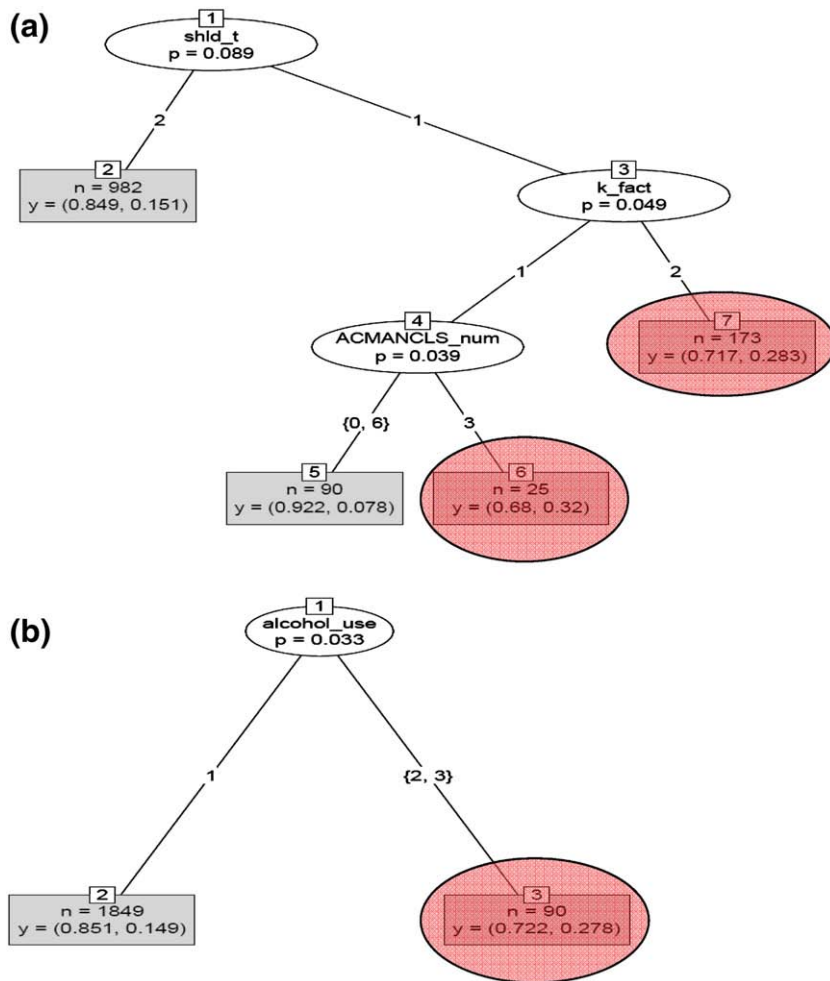 (a)
1
shld_t
p = 0.089
2
1
2
n = 982
y = (0.849, 0.151)
3
k_fact
p = 0.049
1
2
4
ACMANCLS_num
p = 0.039
7
n = 173
y = (0.717, 0.283)
{0, 6}
3
5
n = 90
y = (0.922, 0.078)
6
n = 25
y = (0.68, 0.32)
(b)
1
alcohol_use
p = 0.033
1
{2, 3}
2
n = 1849
y = (0.851, 0.149)
3
n = 90
y = (0.722, 0.278)